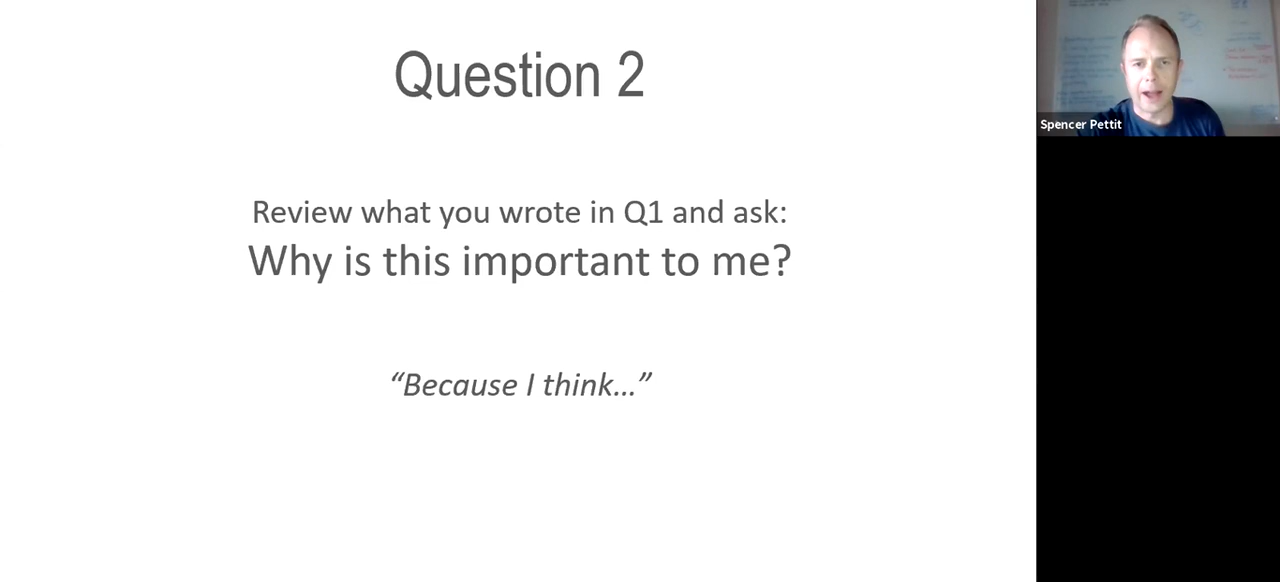 Question 2
Review what you wrote in Q1 and ask:
Why is this important to me?
“Because I think...”
Spencer Pettit